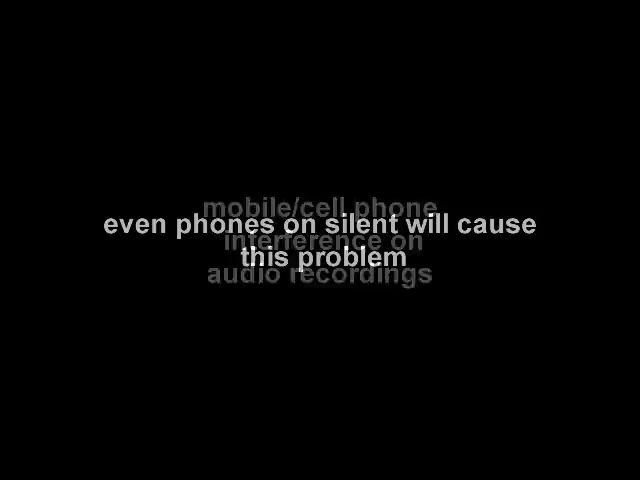 mobile/cell phone
even phones on silent will cause
interference on
this problem
audio recordings